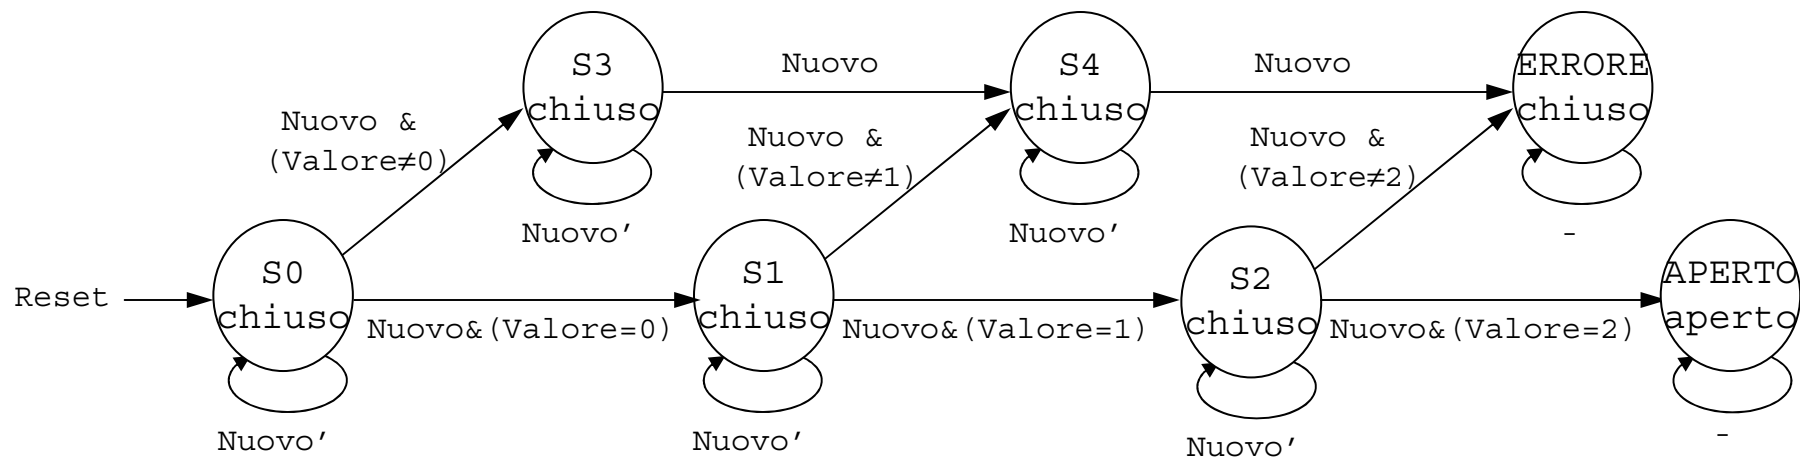 S3
chiuso
Nuovo
S4
chiuso
Nuovo
ERRORE
chiuso
Nuovo &
(Valore≠0)
Nuovo &
(Valore≠1)
Nuovo &
(Valore≠2)
Nuovo’
Nuovo’
-
Reset
S0
chiuso
Nuovo&(Valore=0)
S1
chiuso
Nuovo&(Valore=1)
S2
chiuso
Nuovo&(Valore=2)
APERTO
aperto
Nuovo’
Nuovo’
Nuovo’
-